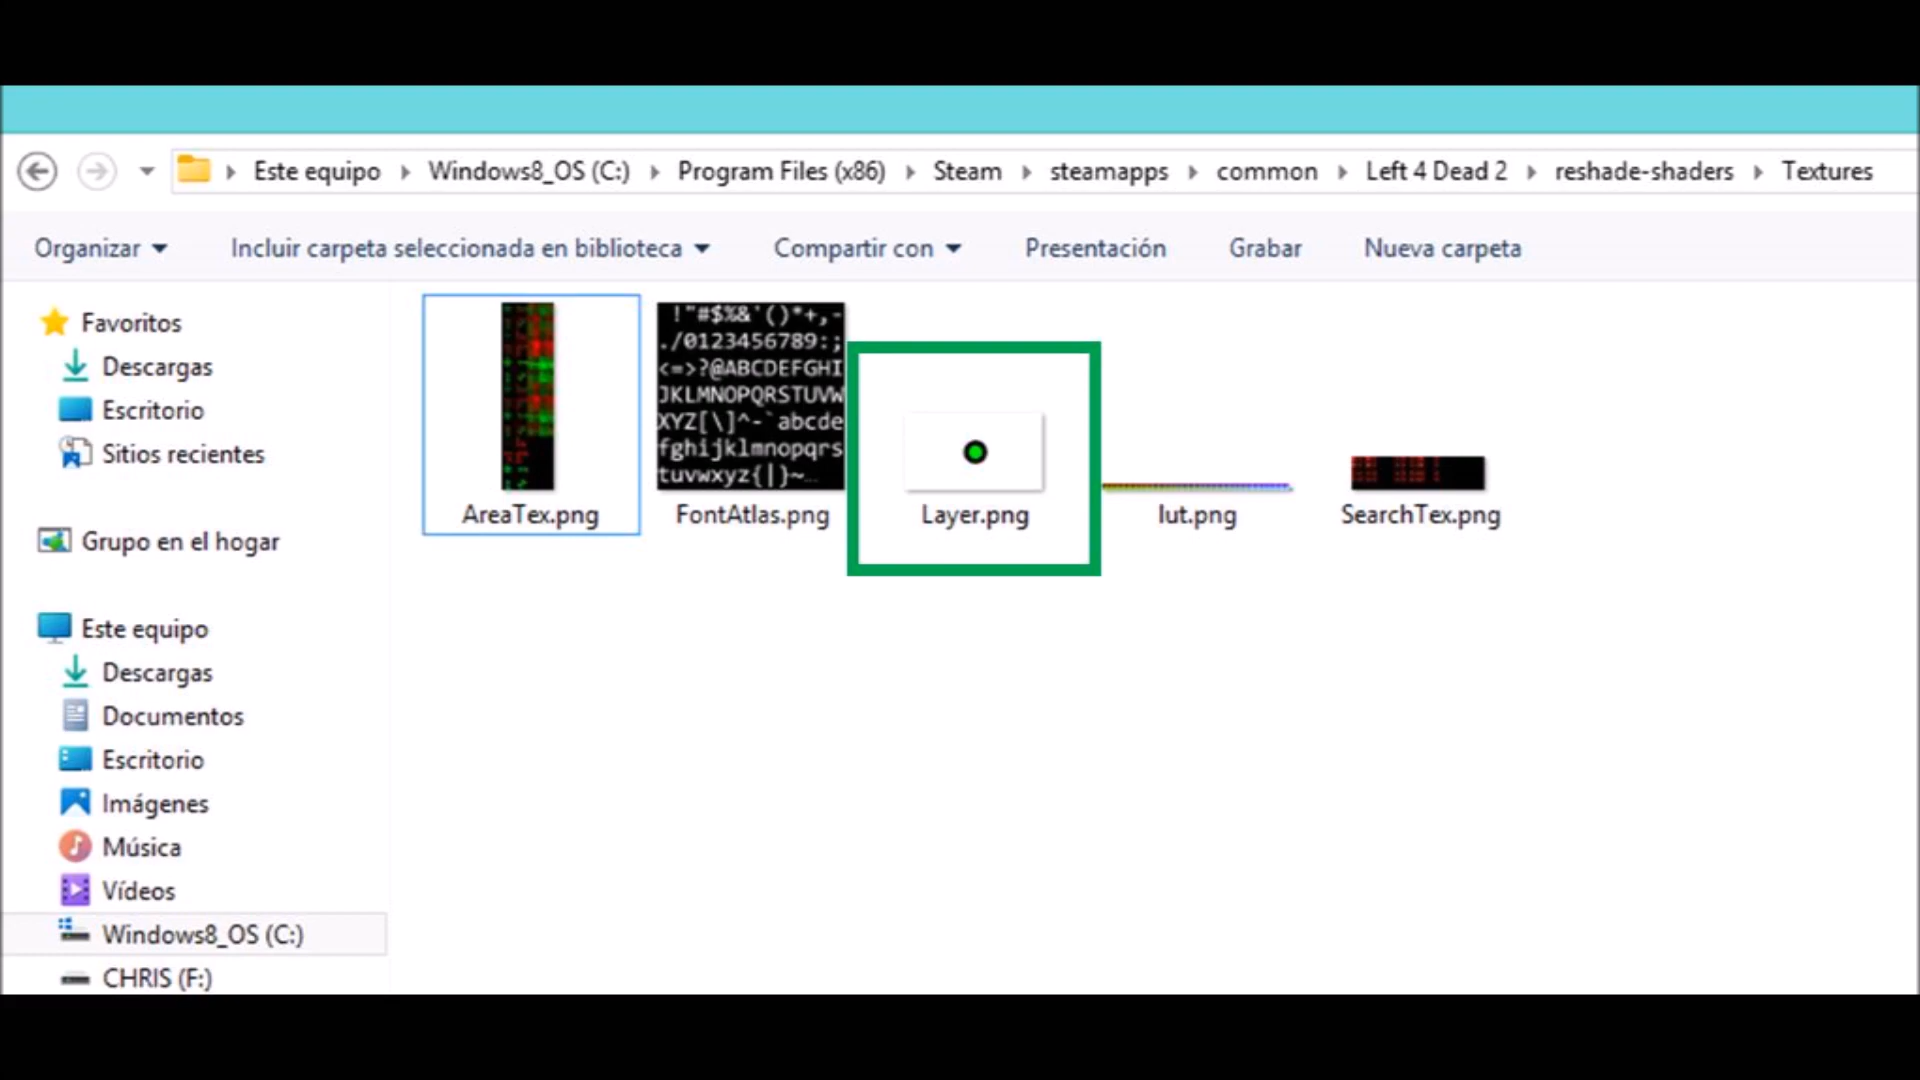 Este equipo Windows8_OS (C:) Program Files (x86) Steam steamapps common Left 4 Dead 2 reshade-shaders Textures
Organizar Incluir carpeta seleccionada en biblioteca Compartir con Presentación Grabar Nueva carpeta
Favoritos
Descargas
Escritorio
Sitios recientes
Grupo en el hogar
Este equipo
Descargas
Documentos
Escritorio
Imágenes
Música
Vídeos
Windows8_OS (C:)
CHRIS (F:)
!"#$%&'()*+,-
./0123456789:;
<=>?@ABCDEFGHI
JKLMNOPQRSTUVW
XYZ[\]^-`abcde
fghijklmnopqrs
tuvwxyz{|}~…
AreaTex.png
FontAtlas.png
Layer.png
lut.png
SearchTex.png